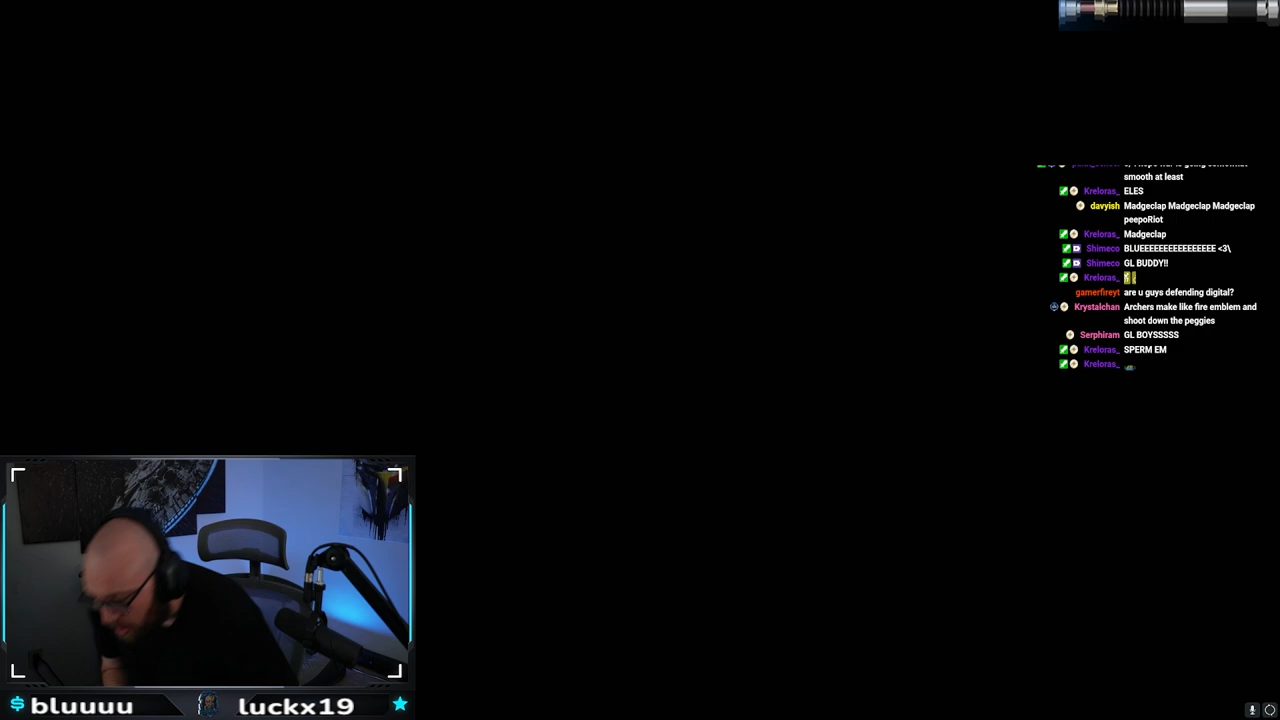 smooth at least
Kreloras_ ELES
davyish Madgeclap Madgeclap Madgeclap
peepoRiot
Kreloras_ Madgeclap
Shimeco BLUEEEEEEEEEEEEEEEE <3\
Shimeco GL BUDDY!!
Kreloras_
gamerfireyt are u guys defending digital?
Krystalchan Archers make like fire emblem and
shoot down the peggies
Serphiram GL BOYSSSSS
Kreloras_ SPERM EM
Kreloras_
$ bluuuu
luckx19